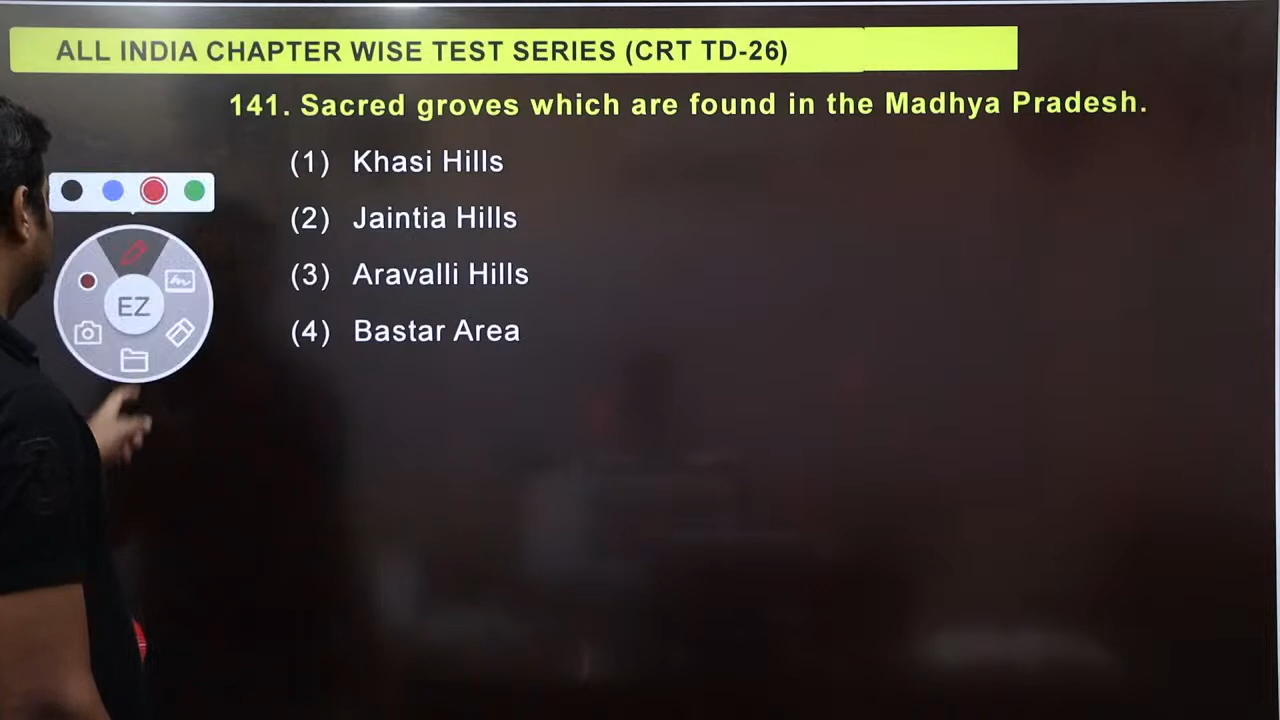 ALL INDIA CHAPTER WISE TEST SERIES (CRT TD-26)
141. Sacred groves which are found in the Madhya Pradesh.
(1) Khasi Hills
(2) Jaintia Hills
(3) Aravalli Hills
(4) Bastar Area
EZ